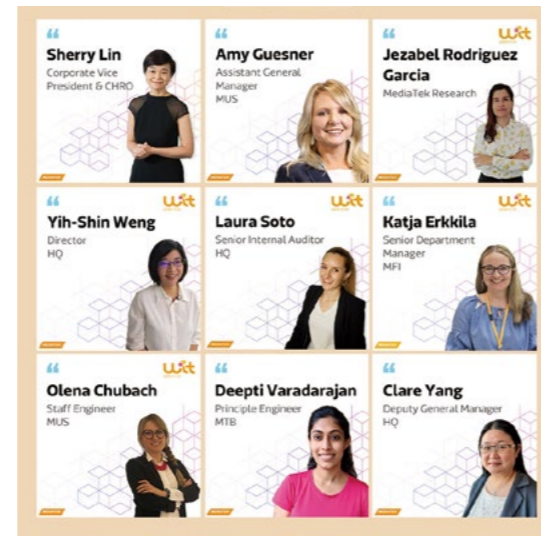 Sherry Lin
Corporate Vice
President & CHRO
Amy Guesner
Assistant General
Manager
MUS
Jezabel Rodriguez
Garcia
MediaTek Research
Yih-Shin Weng
Director
HQ
Laura Soto
Senior Internal Auditor
HQ
Katja Erkkila
Senior Department
Manager
MFI
Olena Chubach
Staff Engineer
MUS
Deepti Varadarajan
Principle Engineer
MTB
Clare Yang
Deputy General Manager
HQ